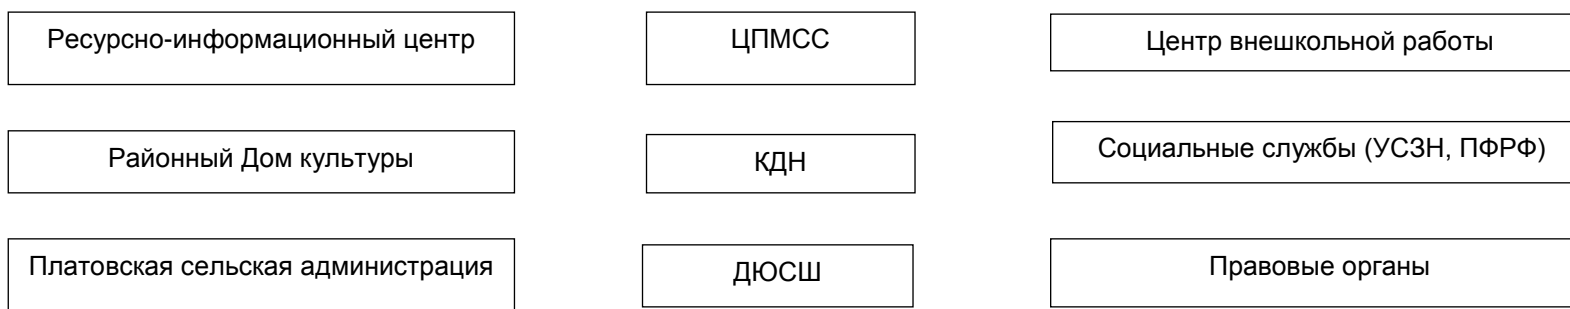 Ресурсно-информационный центр
ЦПМСС
Центр внешкольной работы
Районный Дом культуры
КДН
Социальные службы (УСЗН, ПФРФ)
Платовская сельская администрация
ДЮСШ
Правовые органы